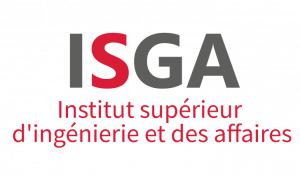 ISGA
Institut supérieur
d'ingénierie et des affaires